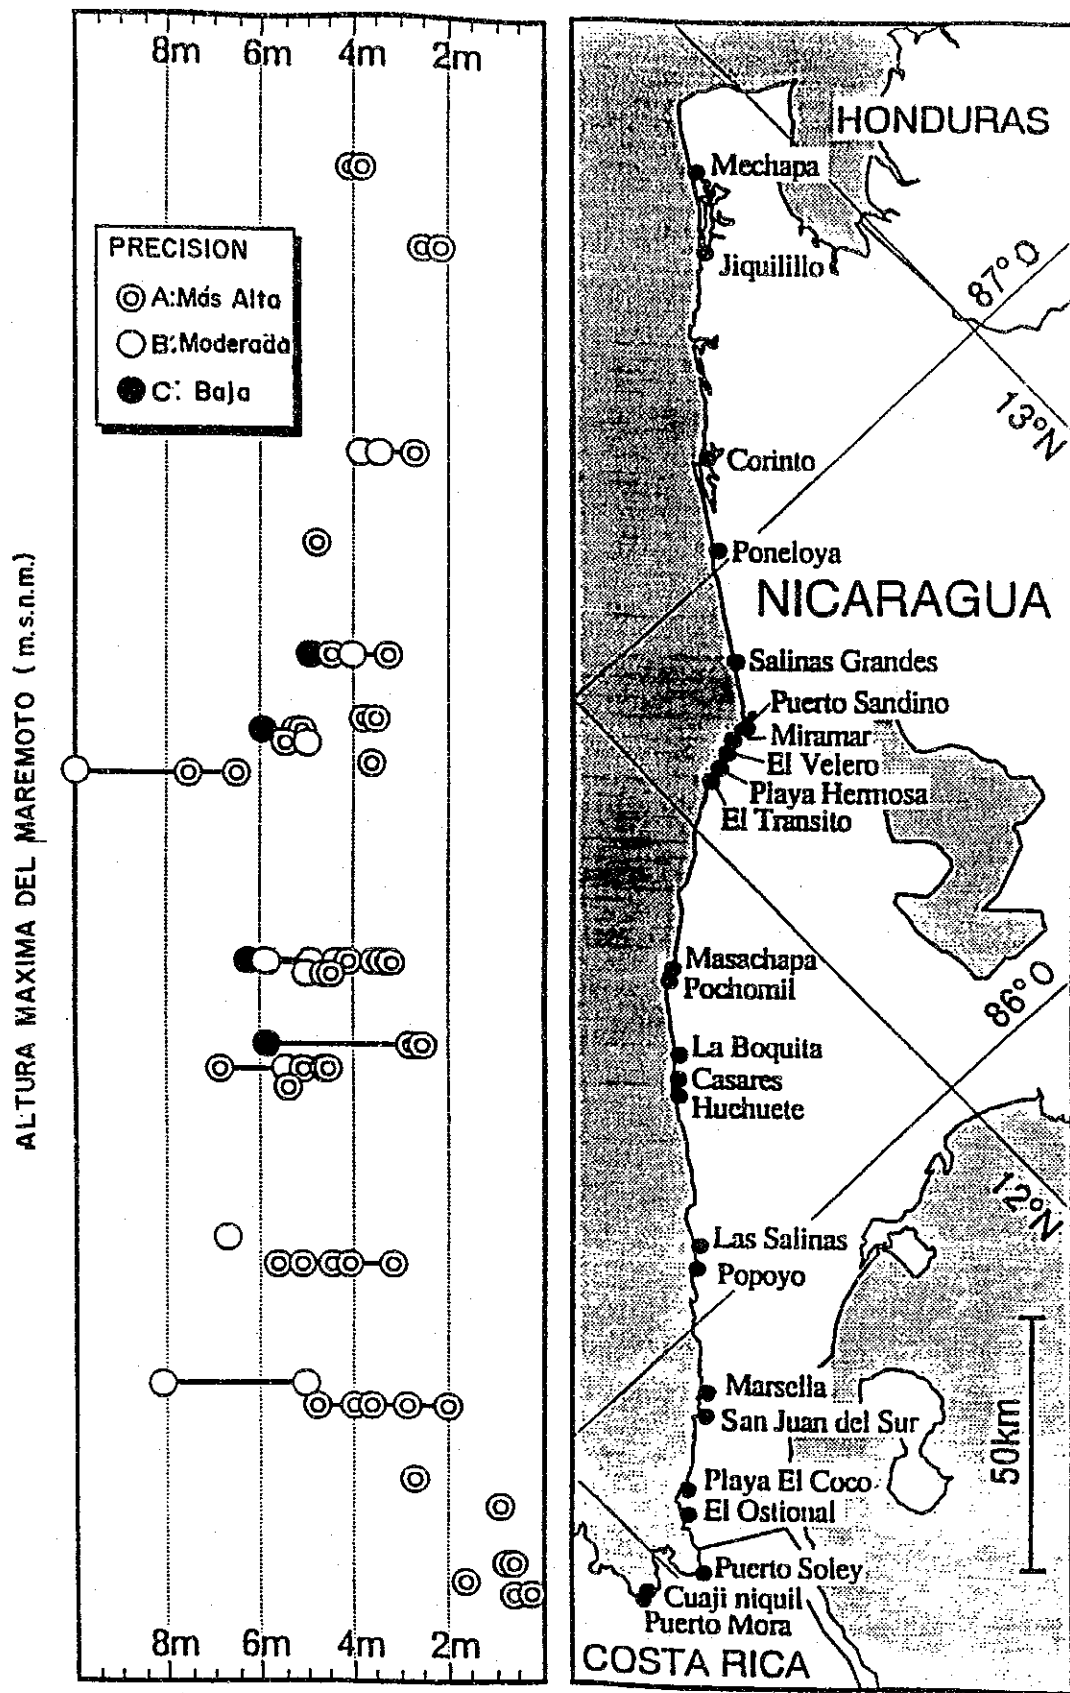 8m 6m 4m 2m
PRECISION
A:Más Alta
B:Moderada
C: Baja
ALTURA MAXIMA DEL MAREMOTO (m.s.n.m.)
8m 6m 4m 2m
HONDURAS
Mechapa
Jiquilillo
87°O
13°N
Corinto
Poneloya
NICARAGUA
Salinas Grandes
Puerto Sandino
Miramar
El Velero
Playa Hermosa
El Transito
Masachapa
Pochomil
86°O
La Boquita
Casares
Huehuete
12°N
Las Salinas
Popoyo
Marsella
San Juan del Sur
50km
Playa El Coco
El Ostional
Puerto Soley
Cuaji niquil
Puerto Mora
COSTA RICA